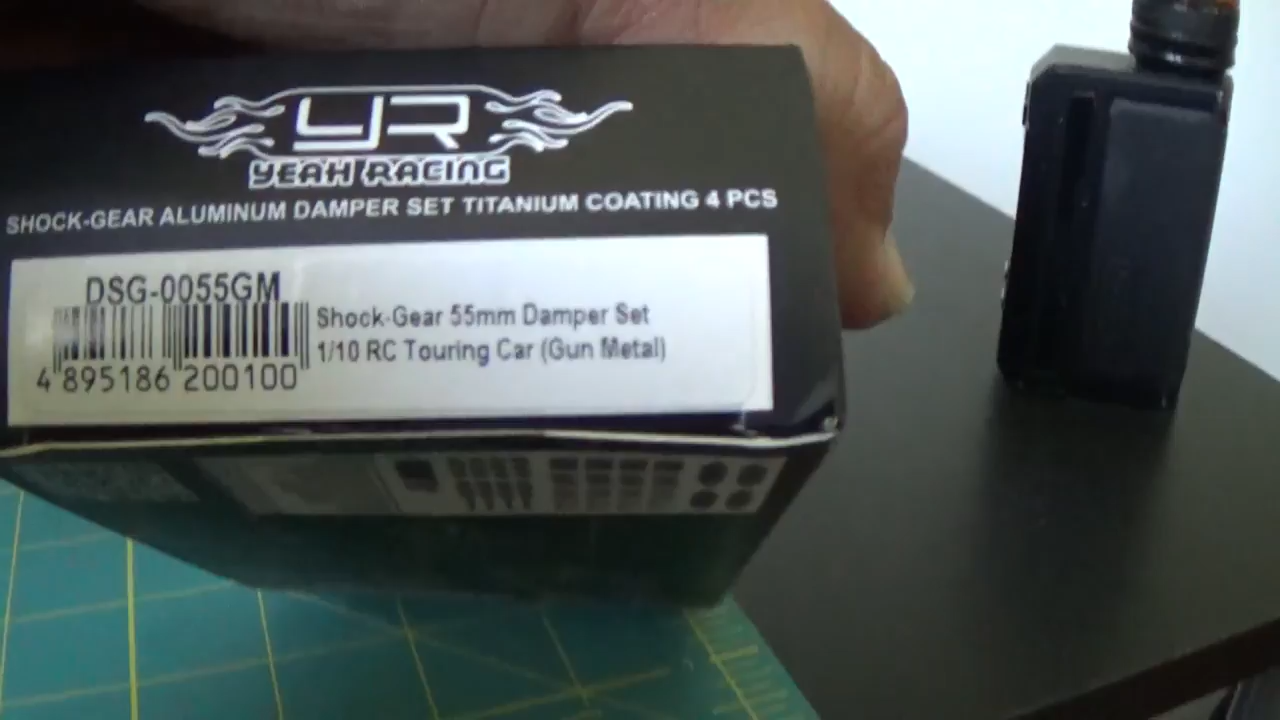 YR
YEAH RACING
SHOCK-GEAR ALUMINUM DAMPER SET TITANIUM COATING 4 PCS
DSG-0055GM
Shock-Gear 55mm Damper Set
1/10 RC Touring Car (Gun Metal)
4 895186 200100